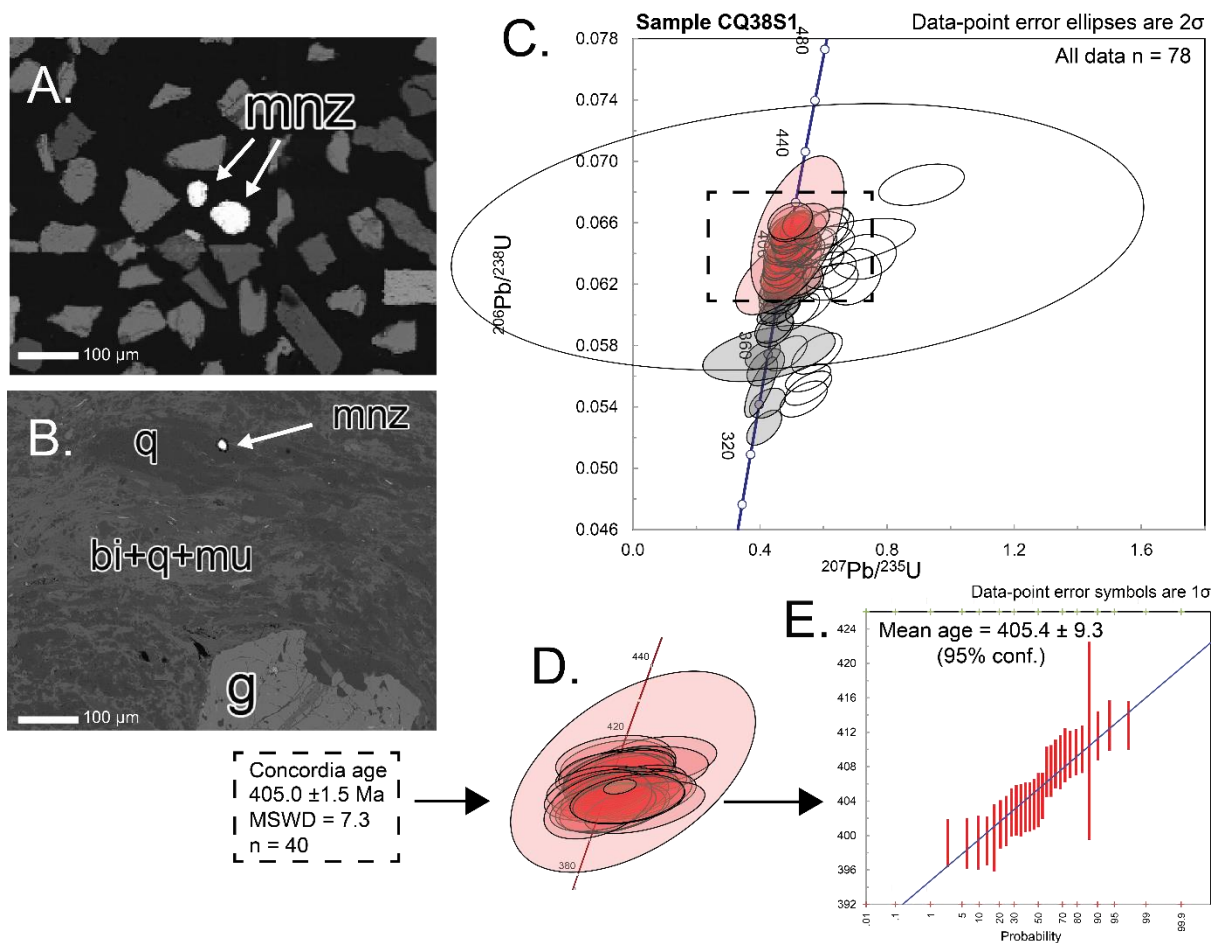 A.
mnz
100 µm
B.
q
mnz
bi+q+mu
g
100 µm
C.
Sample CQ38S1
Data-point error ellipses are 2σ
All data n = 78
0.078
0.074
0.070
0.066
0.062
0.058
0.054
0.050
0.046
206Pb/238U
480
440
400
360
320
0.0
0.4
0.8
1.2
1.6
207Pb/235U
Concordia age
405.0 ±1.5 Ma
MSWD = 7.3
n = 40
D.
440
420
380
Data-point error symbols are 1σ
E.
Mean age = 405.4 ± 9.3
(95% conf.)
424
420
416
412
408
404
400
396
392
.01
.1
1
5
10
20
30
50
70
80
90
95
99
99.9
Probability